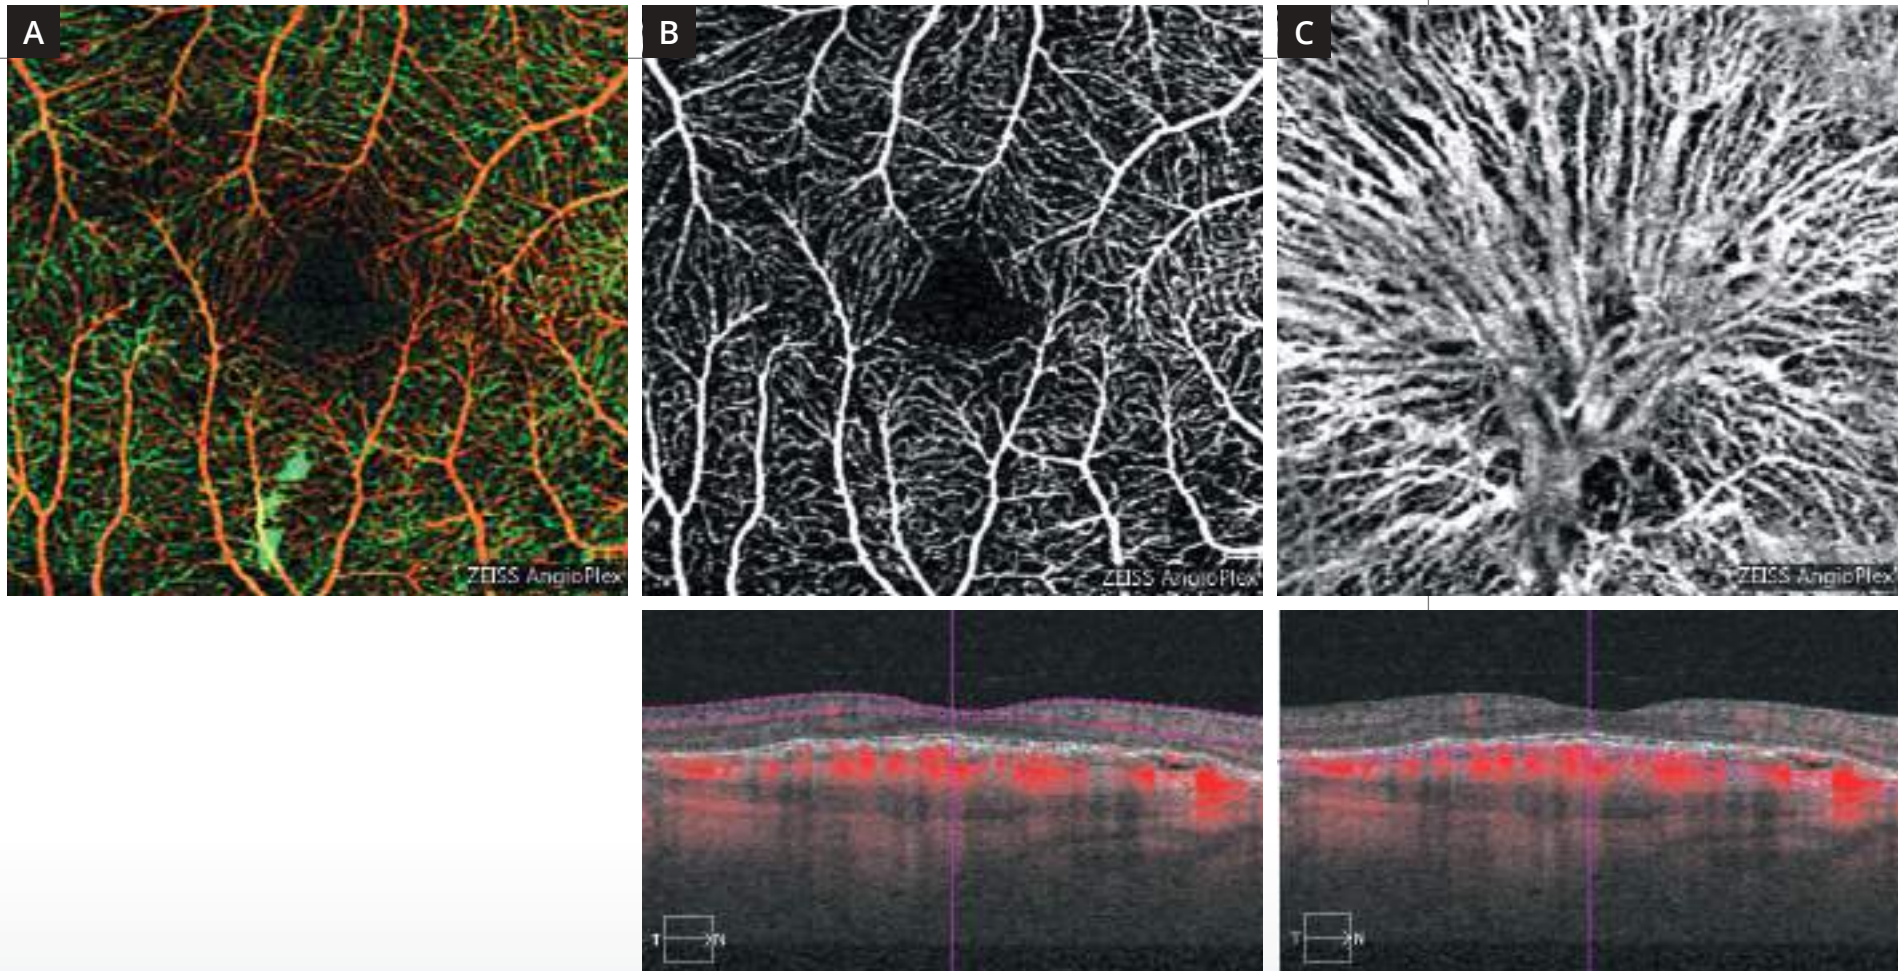 A
B
C
ZEISS AngioPlex
ZEISS AngioPlex
ZEISS AngioPlex
T N
T N